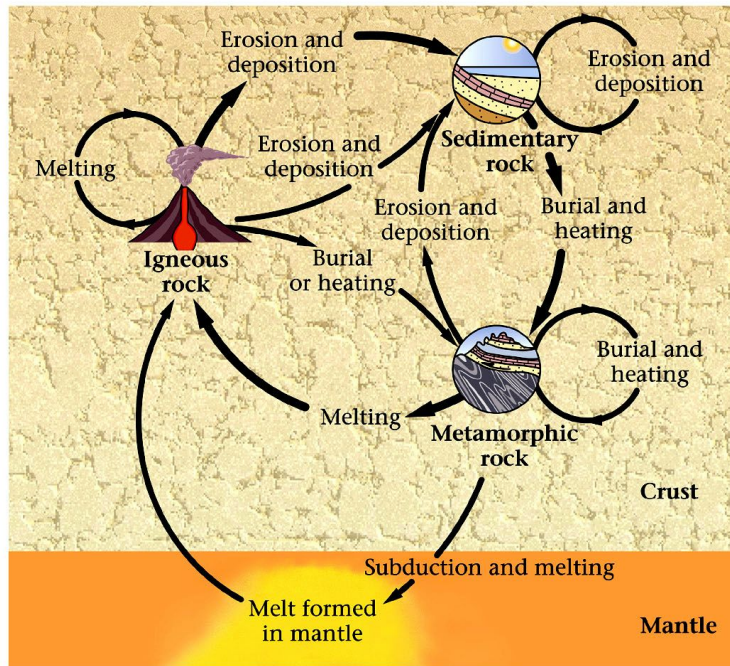 Erosion and
deposition
Erosion and
deposition
Melting
Erosion and
deposition
Sedimentary
rock
Erosion and
deposition
Burial and
heating
Igneous
rock
Burial
or heating
Burial and
heating
Melting
Metamorphic
rock
Crust
Subduction and melting
Melt formed
in mantle
Mantle